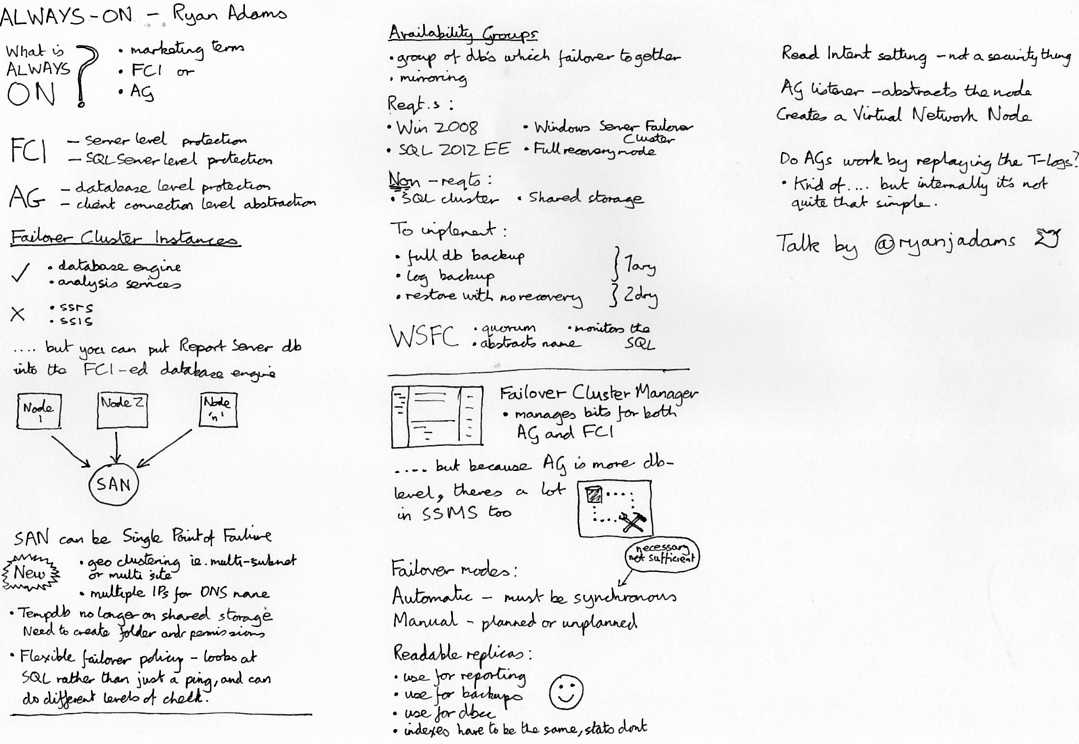 ALWAYS-ON - Ryan Adams
What is
ALWAYS
ON ?
• marketing term
• FCI or
• AG
FCI
- Server level protection
- SQL Server level protection
AG
- database level protection
- client connection level abstraction
Failover Cluster Instances
✓
• database engine
• analysis services
✗
• SSRS
• SSIS
.... but you can put Report Server db
into the FCI-ed database engine
Node
1
Node 2
Node
'n'
SAN
SAN can be Single Point of Failure
New
• geo clustering ie. multi-subnet
or multi site
• multiple IPs for DNS name
• Tempdb no longer on shared storage
Need to create folder and permissions
• Flexible failover policy - looks at
SQL rather than just a ping, and can
do different levels of check.
Availability Groups
• group of db's which failover together
• mirroring
Reqt.s :
• Win 2008
• SQL 2012 EE
• Windows Server Failover
Cluster
• Full recovery mode
Non - reqts :
• SQL cluster • Shared storage
To implement :
• full db backup
• log backup
} 1ary
• restore with no recovery } 2dry
WSFC
• quorum • monitors the
• abstracts name SQL
Failover Cluster Manager
• manages bits for both
AG and FCI
.... but because AG is more db-
level, theres a lot
in SSMS too
necessary
not sufficient
Failover modes:
Automatic - must be synchronous
Manual - planned or unplanned
Readable replicas:
• use for reporting
• use for backups
• use for dbcc
• indexes have to be the same, stats dont
Read Intent setting - not a security thing
AG listener - abstracts the node
Creates a Virtual Network Node
Do AGs work by replaying the T-logs?
• Kind of .... but internally it's not
quite that simple.
Talk by @ryanjadams